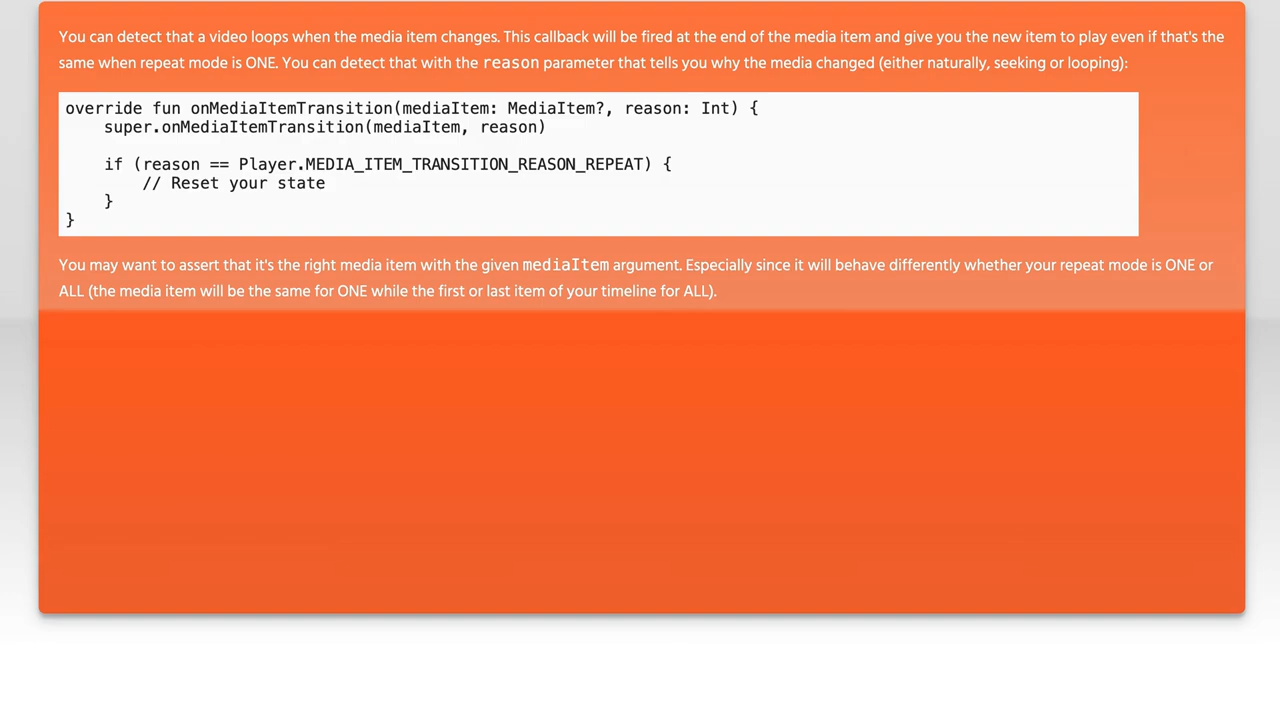 You can detect that a video loops when the media item changes. This callback will be fired at the end of the media item and give you the new item to play even if that's the
same when repeat mode is ONE. You can detect that with the reason parameter that tells you why the media changed (either naturally, seeking or looping):
override fun onMediaItemTransition(mediaItem: MediaItem?, reason: Int) {
    super.onMediaItemTransition(mediaItem, reason)
    if (reason == Player.MEDIA_ITEM_TRANSITION_REASON_REPEAT) {
        // Reset your state
    }
}
You may want to assert that it's the right media item with the given mediaItem argument. Especially since it will behave differently whether your repeat mode is ONE or
ALL (the media item will be the same for ONE while the first or last item of your timeline for ALL).